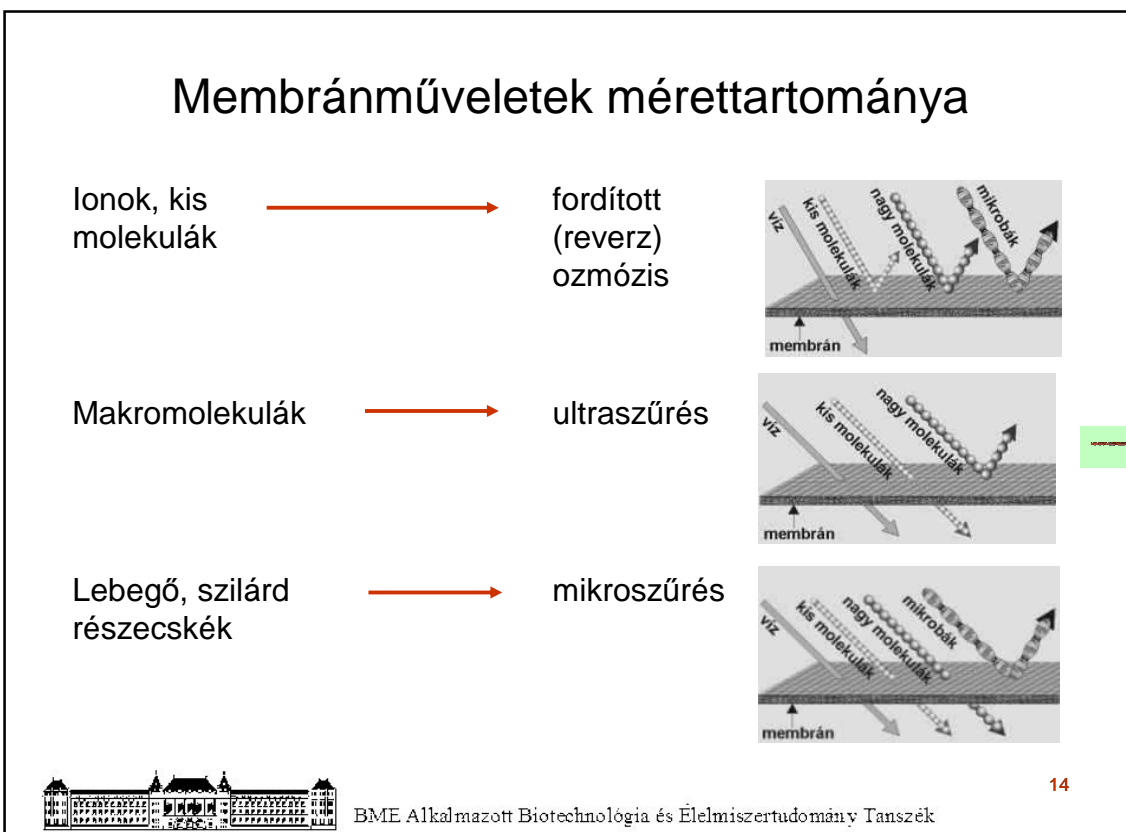 Membránműveletek mérettartománya
Ionok, kis
molekulák
fordított
(reverz)
ozmózis
víz
kis molekulák
nagy molekulák
mikrobák
membrán
Makromolekulák
ultraszűrés
víz
kis molekulák
nagy molekulák
membrán
Lebegő, szilárd
részecskék
mikroszűrés
víz
kis molekulák
nagy molekulák
mikrobák
membrán
14
BME Alkalmazott Biotechnológia és Élelmiszertudomány Tanszék